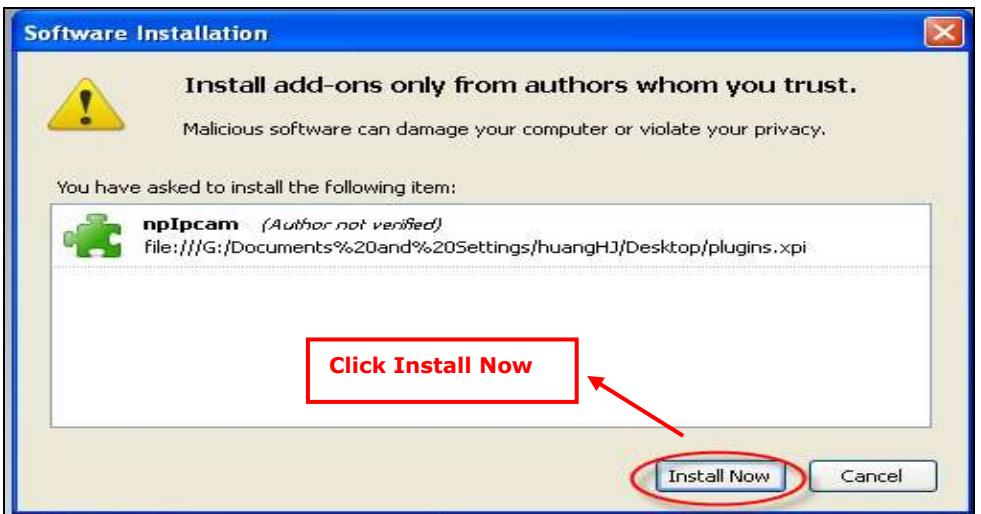 Software Installation
Install add-ons only from authors whom you trust.
Malicious software can damage your computer or violate your privacy.
You have asked to install the following item:
npIpcam (Author not verified)
file:///G:/Documents%20and%20Settings/huangHJ/Desktop/plugins.xpi
Click Install Now
Install Now Cancel